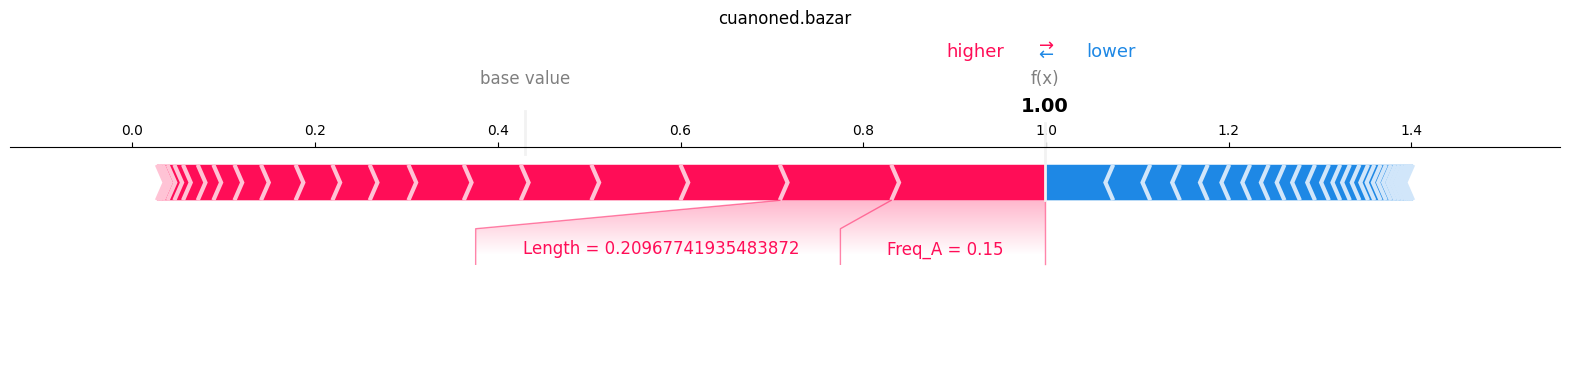 cuanoned.bazar
higher ⇄ lower
base value f(x)
1.00
0.0 0.2 0.4 0.6 0.8 1.0 1.2 1.4
Length = 0.20967741935483872 Freq_A = 0.15